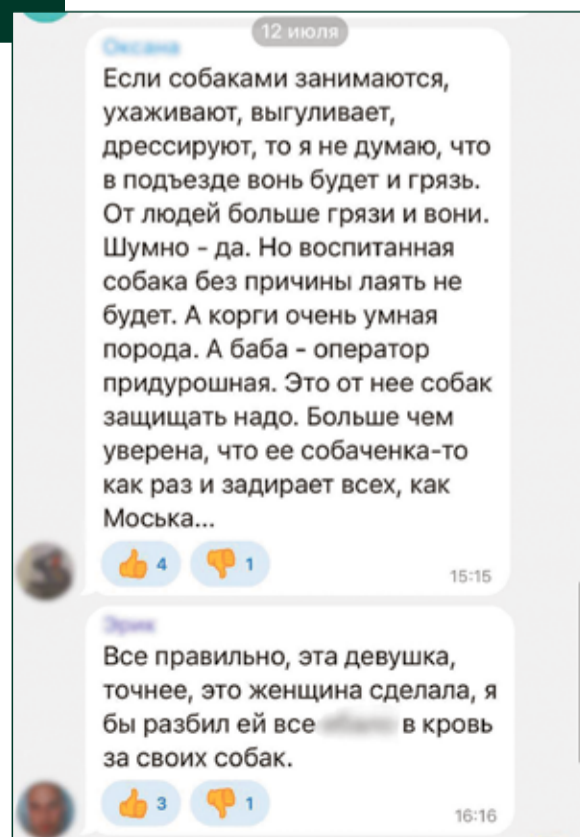 12 июля
Оксана
Если собаками занимаются,
ухаживают, выгуливает,
дрессируют, то я не думаю, что
в подъезде вонь будет и грязь.
От людей больше грязи и вони.
Шумно - да. Но воспитанная
собака без причины лаять не
будет. А корги очень умная
порода. А баба - оператор
придурошная. Это от нее собак
защищать надо. Больше чем
уверена, что ее собаченка-то
как раз и задирает всех, как
Моська...
4 1
15:15
Эрик
Все правильно, эта девушка,
точнее, это женщина сделала, я
бы разбил ей все в кровь
за своих собак.
3 1
16:16